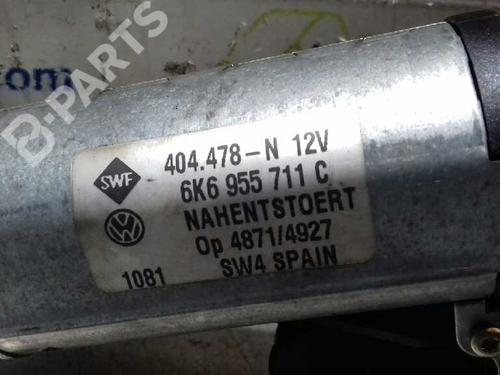 B-PARTS
SWF
404.478-N 12V
6K6 955 711 C
NAHENTSTOERT
Op 4871/4927
1081
SW4 SPAIN